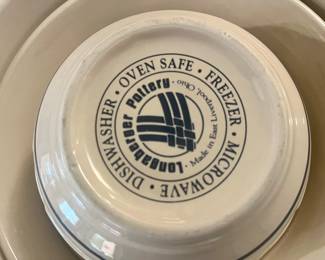 • OVEN SAFE • FREEZER • MICROWAVE • DISHWASHER
Longaberger Pottery
• Made in East Liverpool, Ohio •